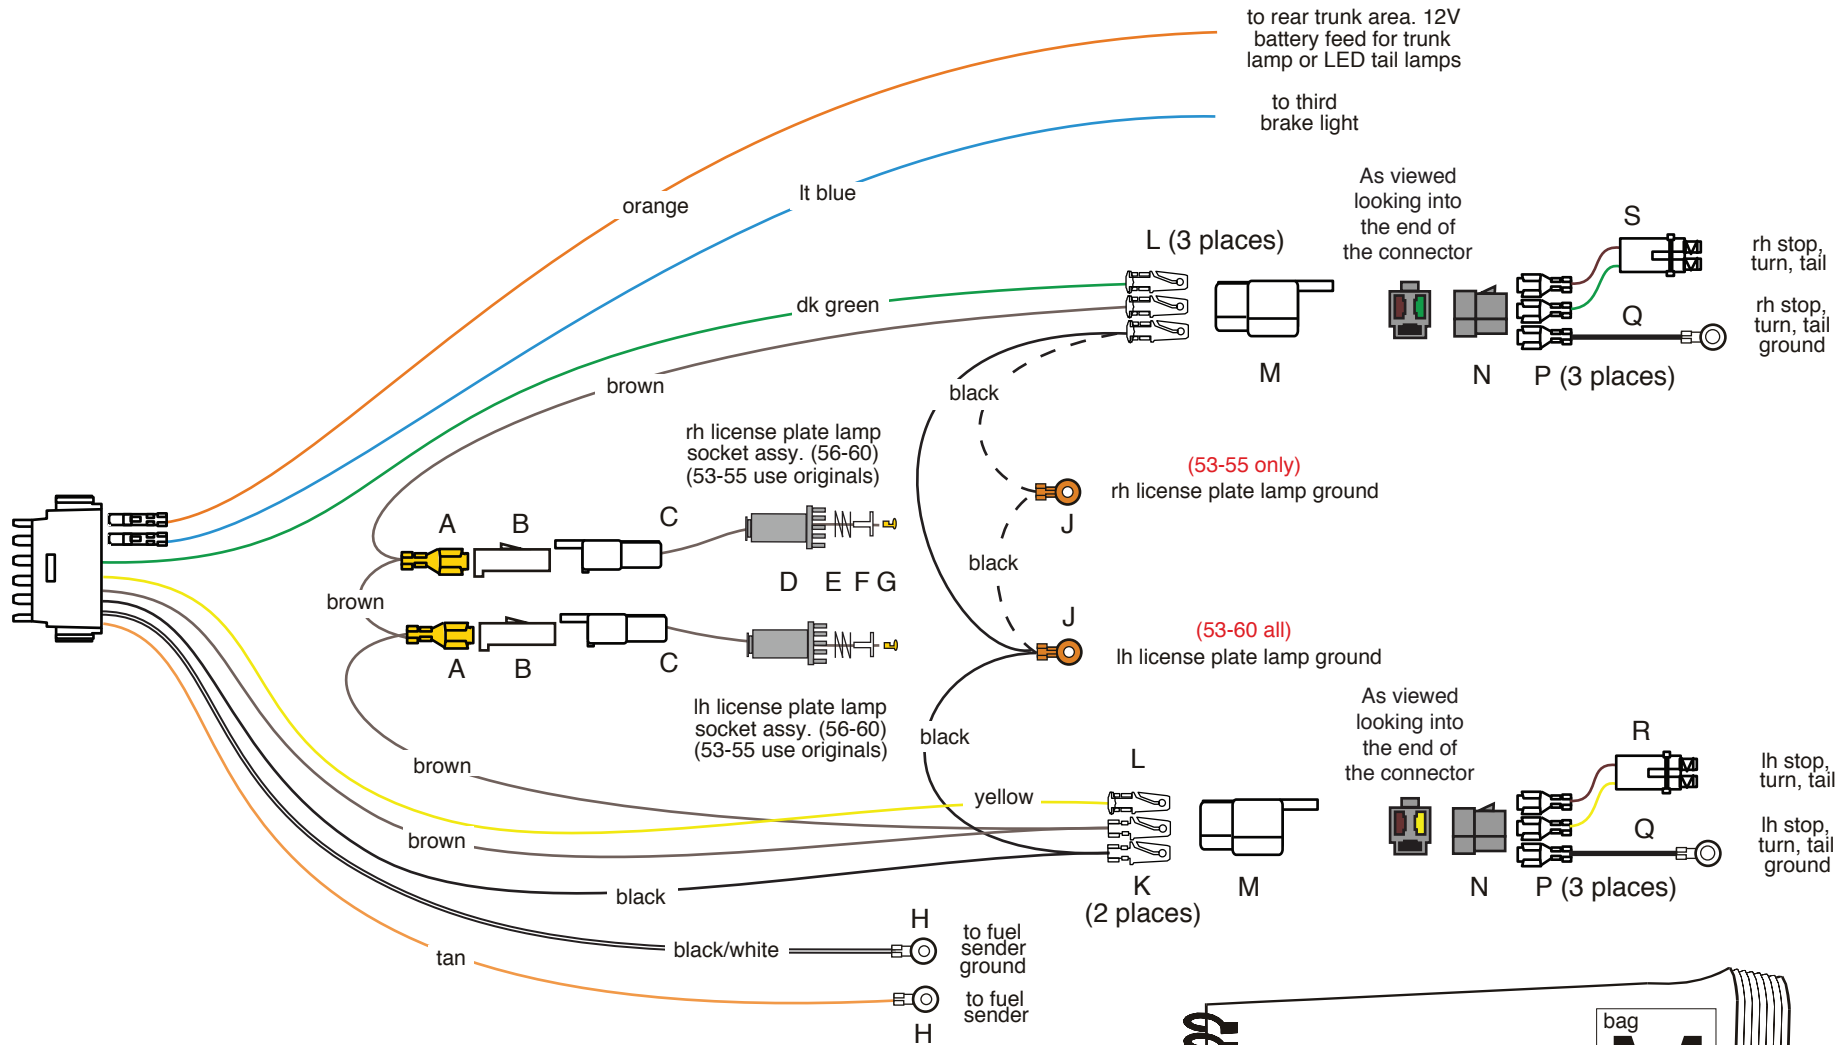 to rear trunk area. 12V
battery feed for trunk
lamp or LED tail lamps
to third
brake light
orange
lt blue
As viewed
looking into
the end of
the connector
L (3 places)
S
rh stop,
turn, tail
dk green
Q
rh stop,
turn, tail
ground
brown
M
N
P (3 places)
black
rh license plate lamp
socket assy. (56-60)
(53-55 use originals)
(53-55 only)
rh license plate lamp ground
J
A
B
C
D
E
F
G
black
brown
J
(53-60 all)
lh license plate lamp ground
A
B
C
lh license plate lamp
socket assy. (56-60)
(53-55 use originals)
As viewed
looking into
the end of
the connector
black
brown
L
R
lh stop,
turn, tail
yellow
Q
lh stop,
turn, tail
ground
brown
K
(2 places)
M
N
P (3 places)
black
H
to fuel
sender
ground
black/white
tan
to fuel
sender
H
bag
M